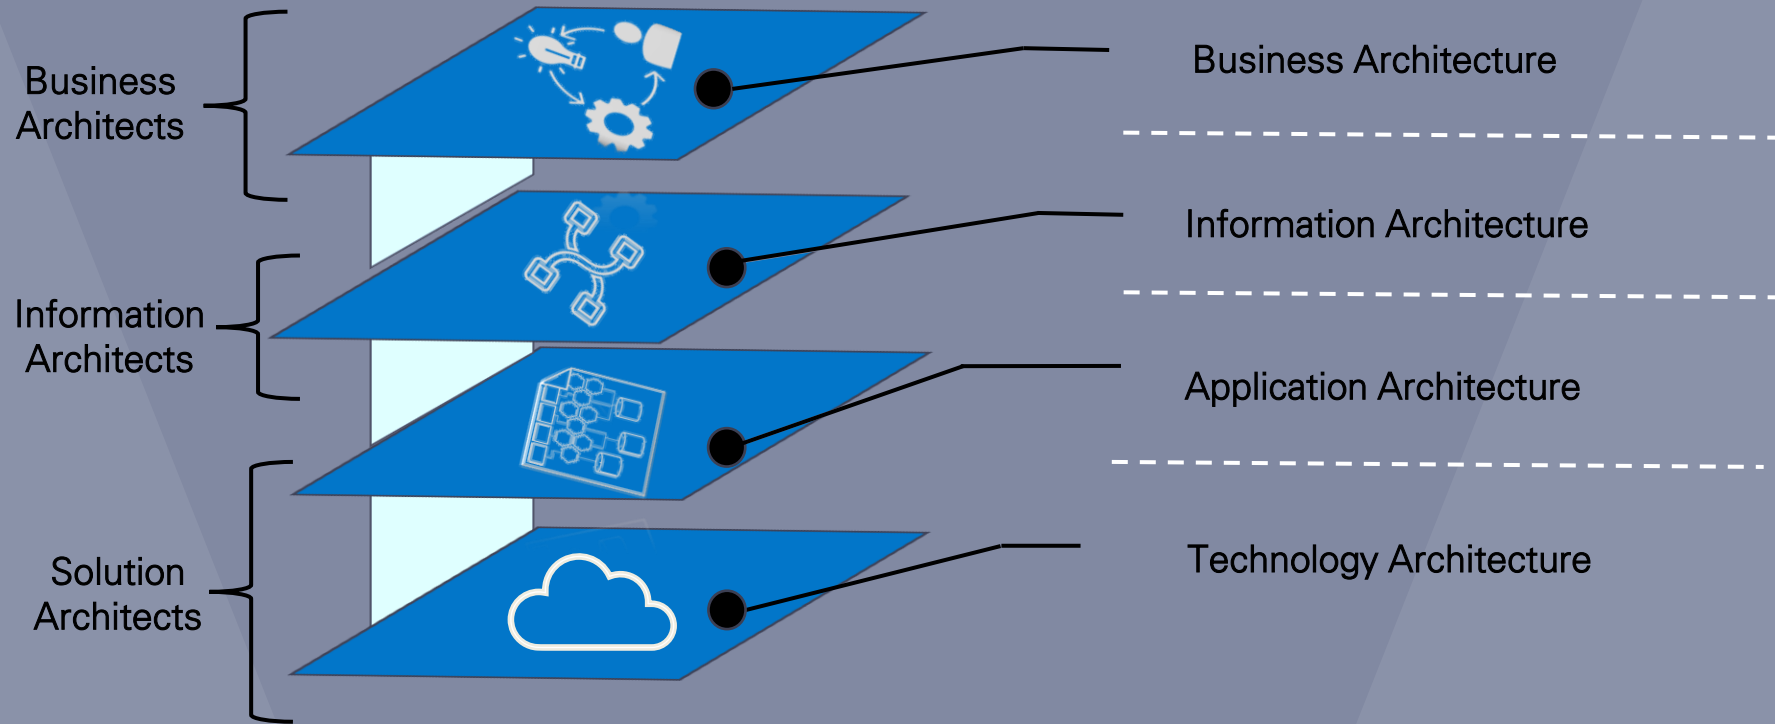 Business
Architects
Business Architecture
Information Architecture
Information
Architects
Application Architecture
Solution
Architects
Technology Architecture